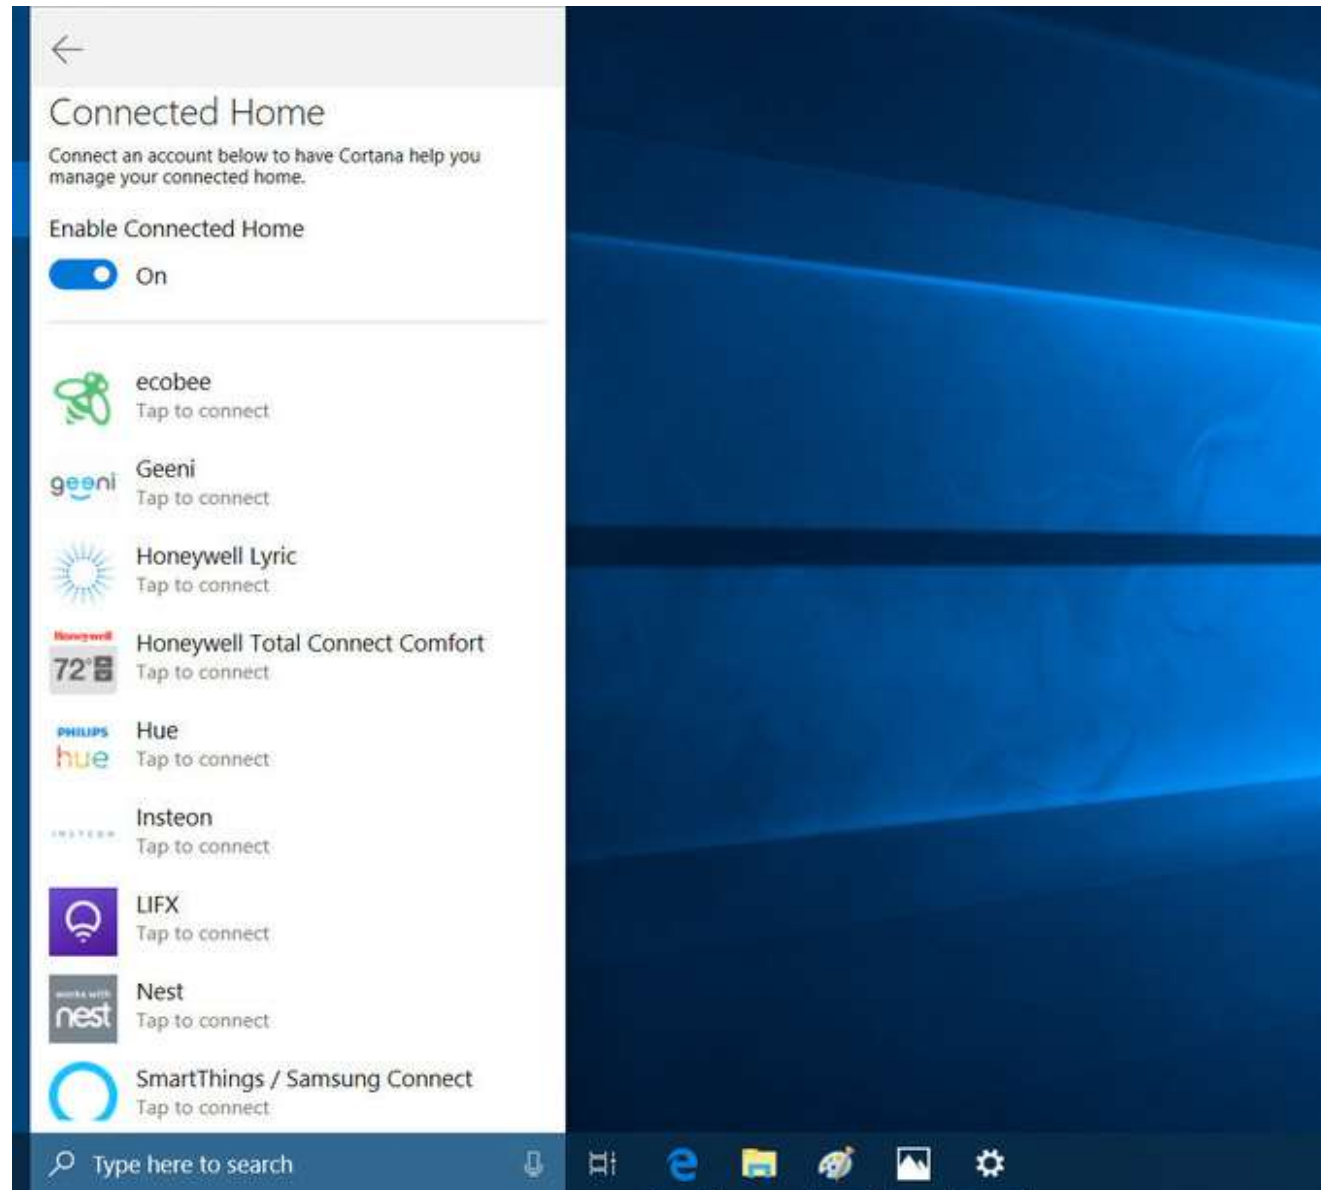 Connected Home
Connect an account below to have Cortana help you
manage your connected home.
Enable Connected Home
On
ecobee
Tap to connect
geeni
Geeni
Tap to connect
Honeywell Lyric
Tap to connect
Honeywell
72°
Honeywell Total Connect Comfort
Tap to connect
PHILIPS
hue
Hue
Tap to connect
INSTEON
Insteon
Tap to connect
LIFX
Tap to connect
works with
nest
Nest
Tap to connect
SmartThings / Samsung Connect
Tap to connect
Type here to search